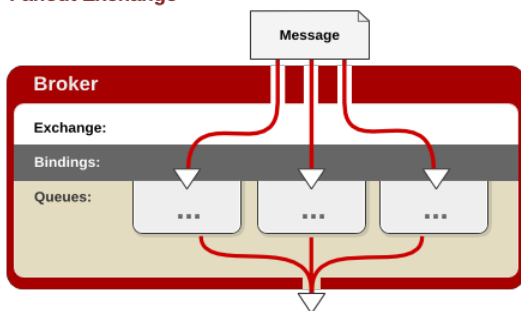 Message
Broker
Exchange:
Bindings:
Queues:
... ... ...